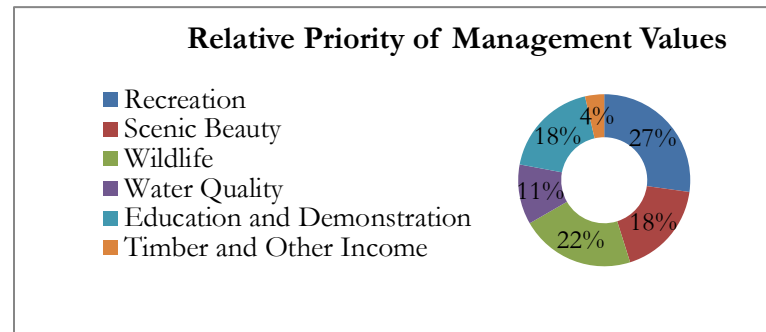 Relative Priority of Management Values
Recreation
Scenic Beauty
Wildlife
Water Quality
Education and Demonstration
Timber and Other Income
27%
18%
22%
11%
18%
4%